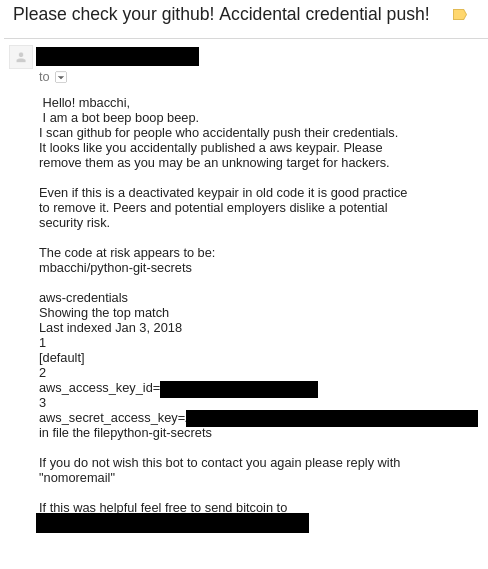 Please check your github! Accidental credential push!
to
Hello! mbacchi,
I am a bot beep boop beep.
I scan github for people who accidentally push their credentials.
It looks like you accidentally published a aws keypair. Please
remove them as you may be an unknowing target for hackers.
Even if this is a deactivated keypair in old code it is good practice
to remove it. Peers and potential employers dislike a potential
security risk.
The code at risk appears to be:
mbacchi/python-git-secrets
aws-credentials
Showing the top match
Last indexed Jan 3, 2018
1
[default]
2
aws_access_key_id=
3
aws_secret_access_key=
in file the filepython-git-secrets
If you do not wish this bot to contact you again please reply with
"nomoremail"
If this was helpful feel free to send bitcoin to